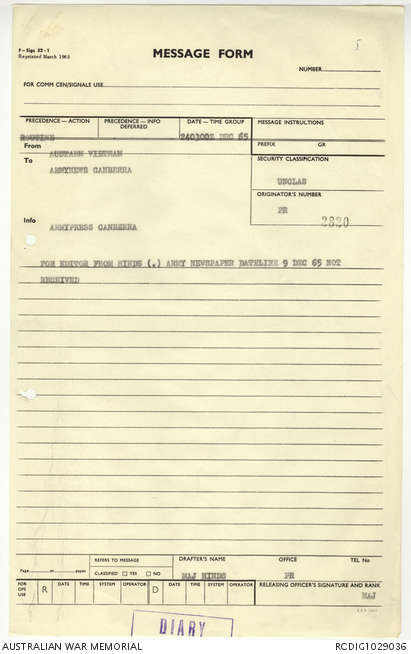 F-Sigs 32-1
Reprinted March 1963
MESSAGE FORM
NUMBER
FOR COMM CEN/SIGNALS USE
PRECEDENCE—ACTION
PRECEDENCE—INFO
DEFERRED
DATE—TIME GROUP
MESSAGE INSTRUCTIONS
ROUTINE
240300Z DEC 65
PREFIX GR
From
AUSTARM VIETNAM
To
ARMYNEWS CANBERRA
SECURITY CLASSIFICATION
UNCLAS
ORIGINATOR'S NUMBER
PR
2820
Info
ARMYPRESS CANBERRA
FOR EDITOR FROM HINDS (.) ARMY NEWSPAPER DATELINE 9 DEC 65 NOT
RECEIVED
Page of pages
REFERS TO MESSAGE
CLASSIFIED YES NO
DRAFTER'S NAME
OFFICE
TEL No
MAJ HINDS
PR
FOR
OPS
USE
R
DATE
TIME
SYSTEM
OPERATOR
D
DATE
TIME
SYSTEM
OPERATOR
RELEASING OFFICER'S SIGNATURE AND RANK
MAJ
DIARY
AUSTRALIAN WAR MEMORIAL
RCDIG1029036